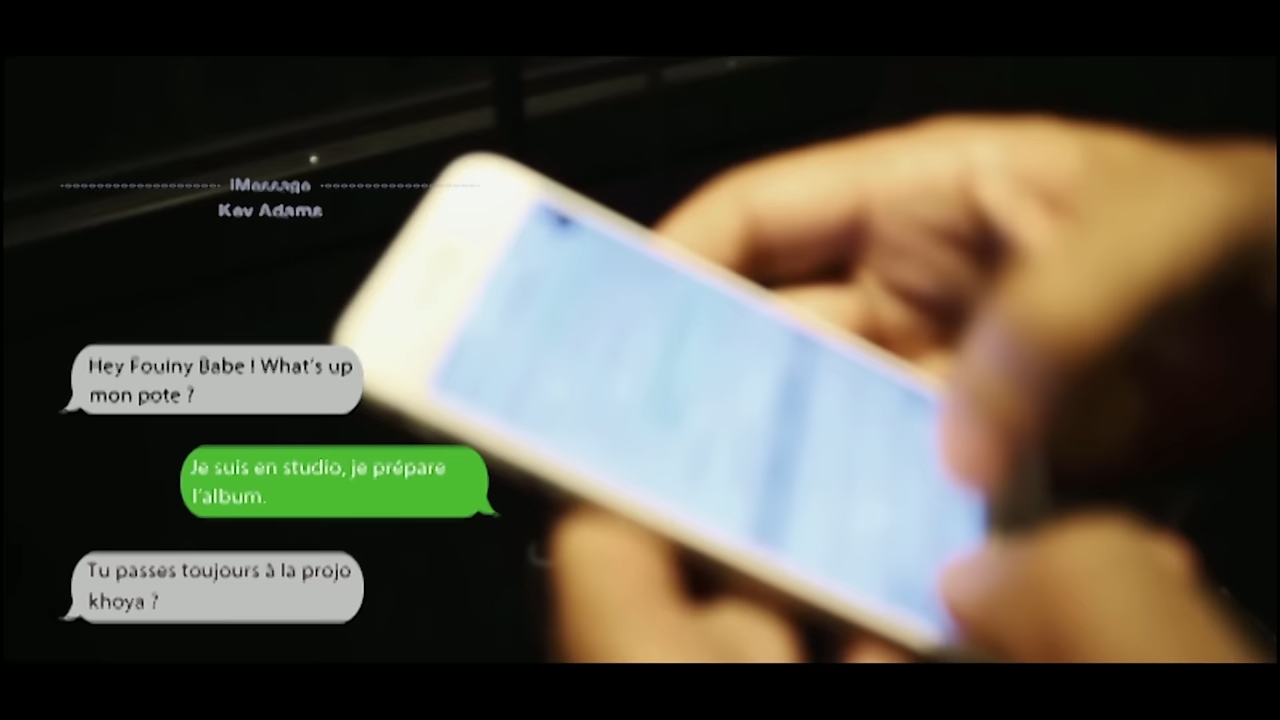 iMessage
Kev Adams
Hey Fouiny Babe ! What's up
mon pote ?
Je suis en studio, je prépare
l'album.
Tu passes toujours à la projo
khoya ?